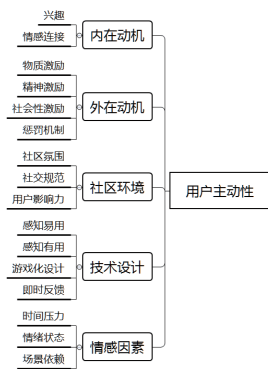 兴趣
情感连接
内在动机
物质激励
精神激励
社会性激励
惩罚机制
外在动机
社区氛围
社交规范
用户影响力
社区环境
感知易用
感知有用
游戏化设计
即时反馈
技术设计
时间压力
情绪状态
场景依赖
情感因素
用户主动性